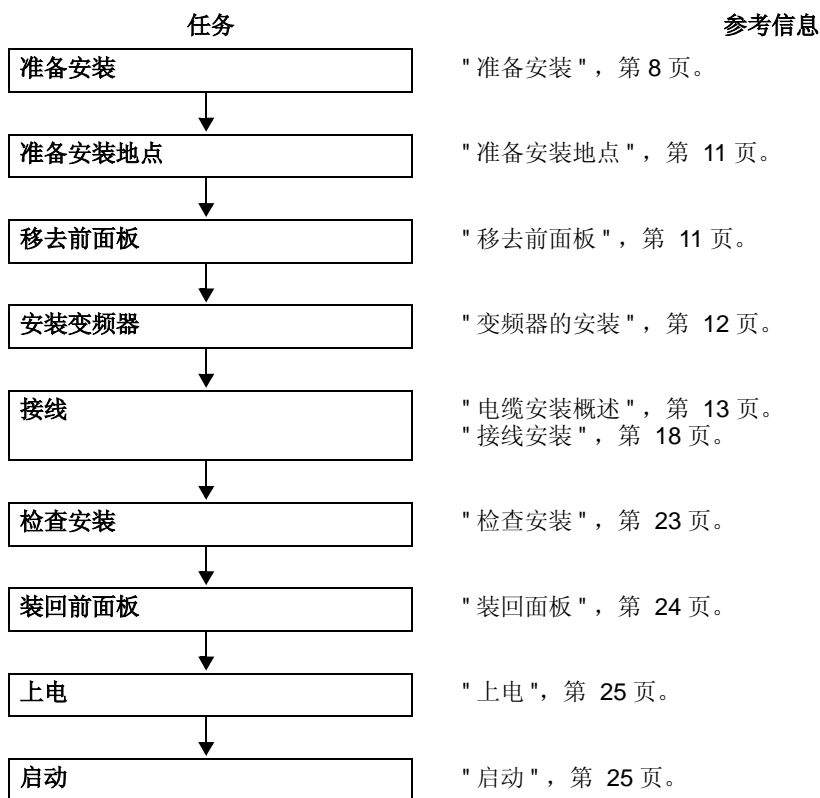 任务 参考信息
准备安装 " 准备安装 " ，第 8 页。
准备安装地点 " 准备安装地点 " ，第 11 页。
移去前面板 " 移去前面板 " ，第 11 页。
安装变频器 " 变频器的安装 " ，第 12 页。
接线 " 电缆安装概述 " ，第 13 页。
" 接线安装 " ，第 18 页。
检查安装 " 检查安装 " ，第 23 页。
装回前面板 " 装回面板 " ，第 24 页。
上电 " 上电 "，第 25 页。
启动 " 启动 " ，第 25 页。